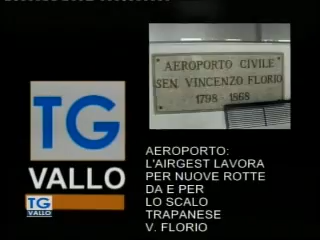 AEROPORTO CIVILE
SEN. VINCENZO FLORIO
1798 - 1868
TG
VALLO
TG
VALLO
AEROPORTO:
L'AIRGEST LAVORA
PER NUOVE ROTTE
DA E PER
LO SCALO
TRAPANESE
V. FLORIO